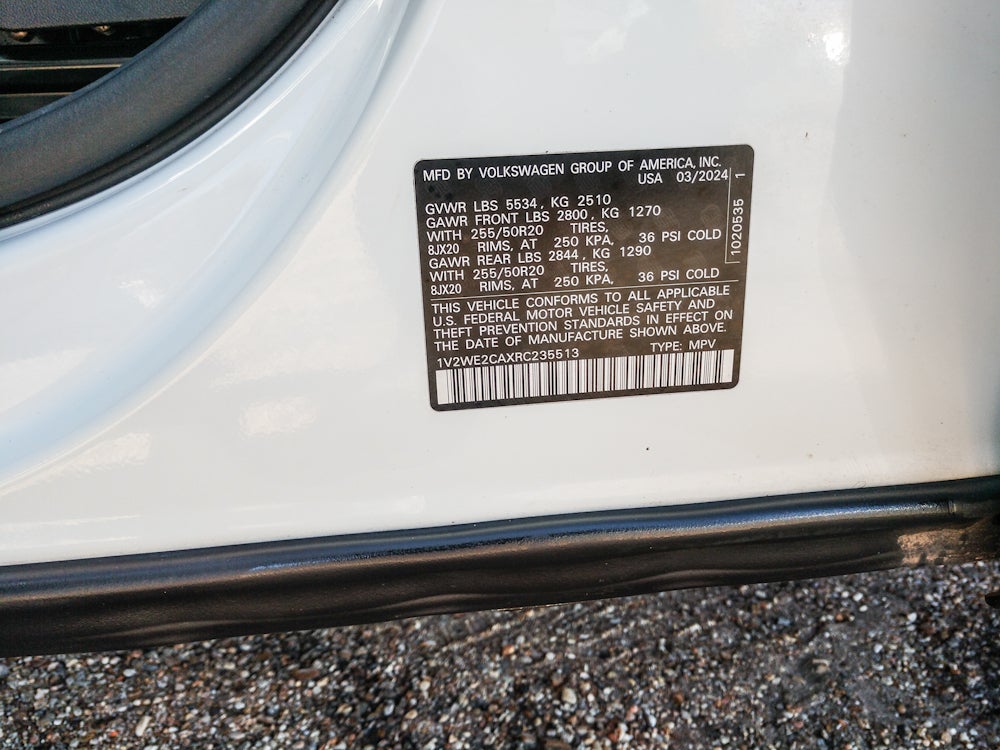 MFD BY VOLKSWAGEN GROUP OF AMERICA, INC.
USA 03/2024
GVWR LBS 5534, KG 2510
GAWR FRONT LBS 2800, KG 1270
WITH 255/50R20 TIRES,
8JX20 RIMS, AT 250 KPA, 36 PSI COLD
GAWR REAR LBS 2844, KG 1290
WITH 255/50R20 TIRES,
8JX20 RIMS, AT 250 KPA, 36 PSI COLD
THIS VEHICLE CONFORMS TO ALL APPLICABLE
U.S. FEDERAL MOTOR VEHICLE SAFETY AND
THEFT PREVENTION STANDARDS IN EFFECT ON
THE DATE OF MANUFACTURE SHOWN ABOVE.
1V2WE2CAXRC235513 TYPE: MPV
1020535 1